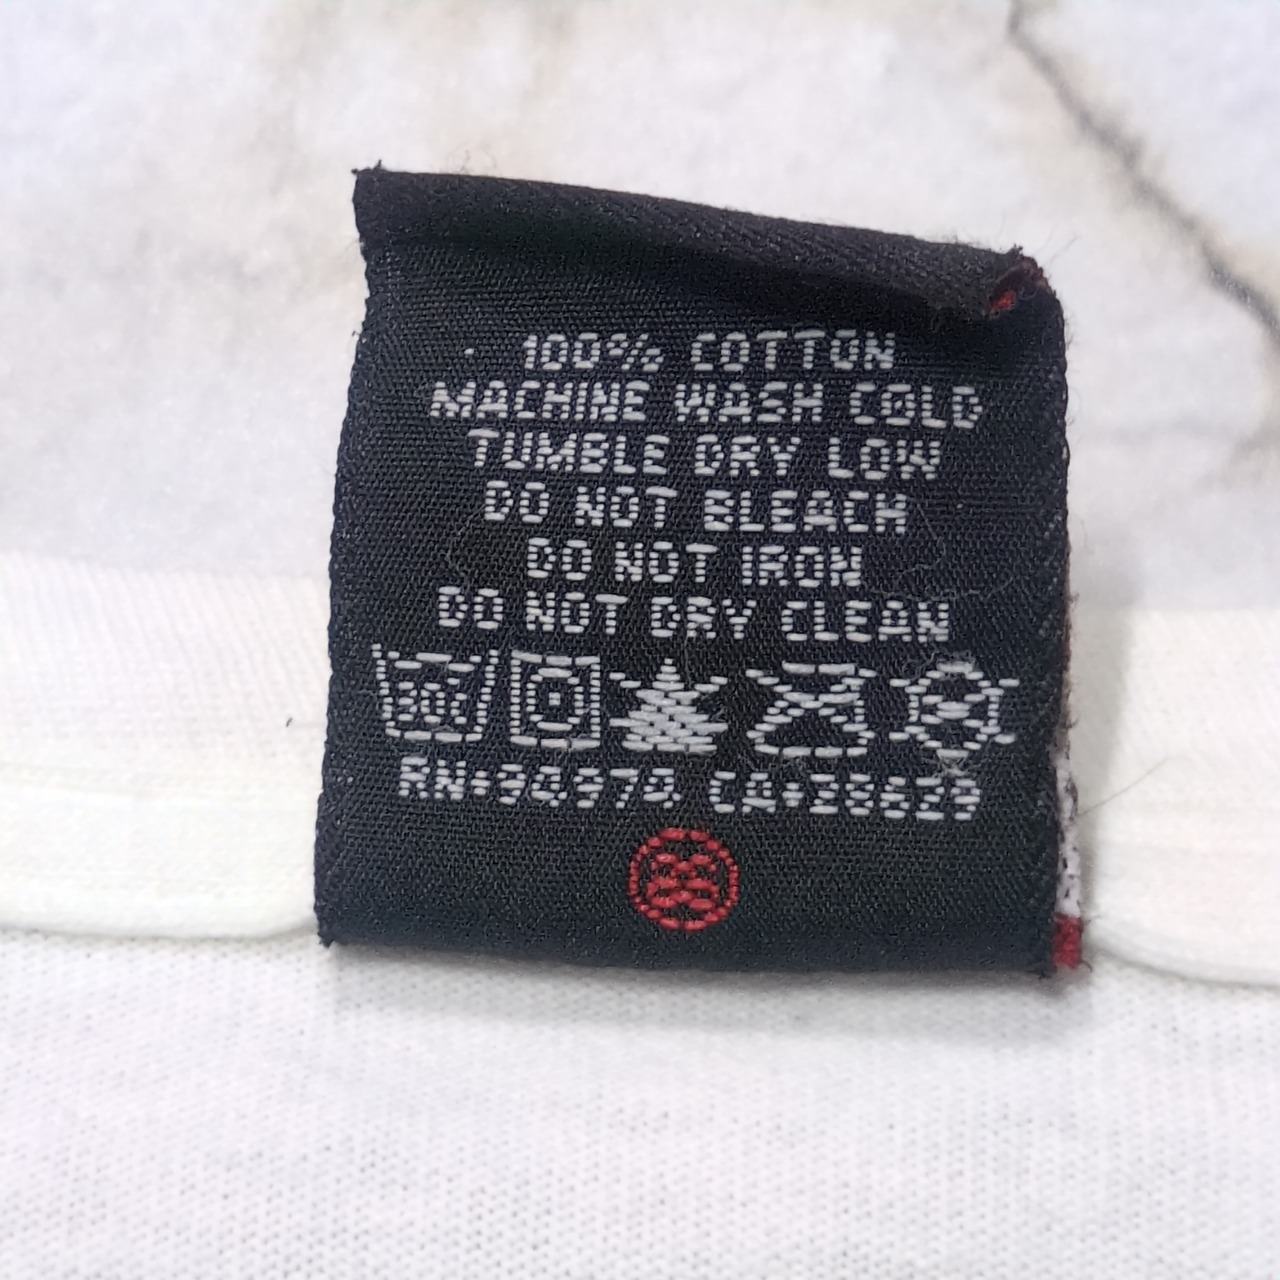 100% COTTON
MACHINE WASH COLD
TUMBLE DRY LOW
DO NOT BLEACH
DO NOT IRON
DO NOT DRY CLEAN